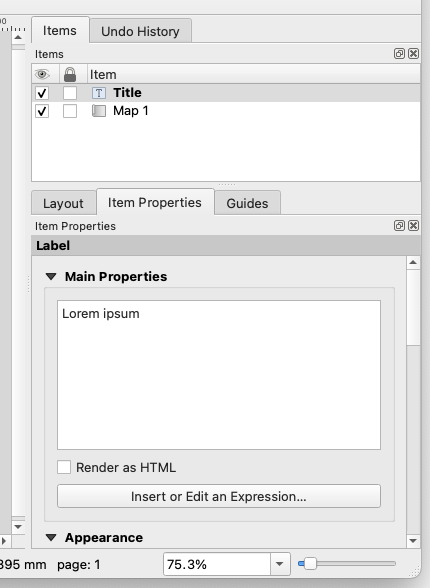 Items Undo History
Items
Item
Title
Map 1
Layout Item Properties Guides
Item Properties
Label
Main Properties
Lorem ipsum
Render as HTML
Insert or Edit an Expression...
Appearance
395 mm page: 1 75.3%